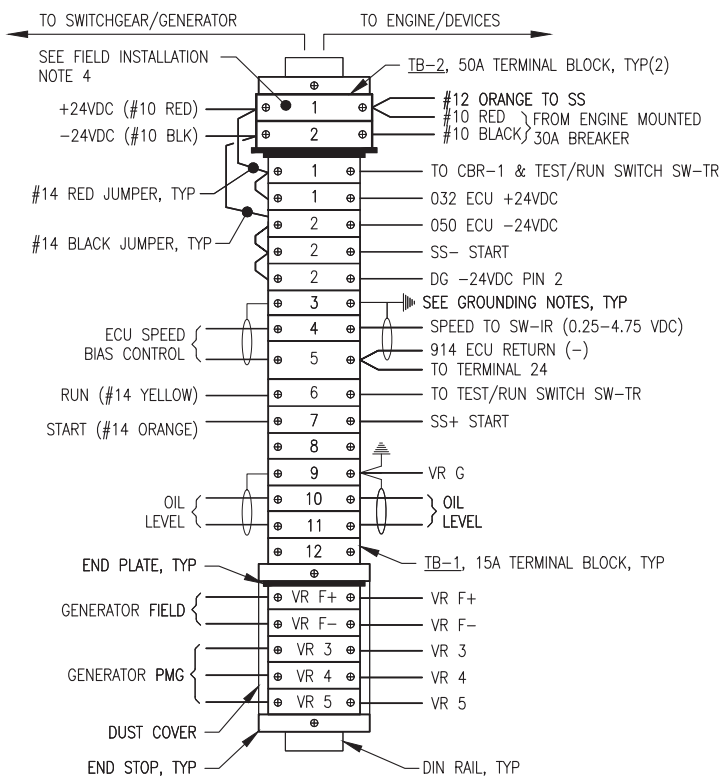 TO SWITCHGEAR/GENERATOR
TO ENGINE/DEVICES
SEE FIELD INSTALLATION
NOTE 4
TB-2, 50A TERMINAL BLOCK, TYP(2)
+24VDC (#10 RED)
1
#12 ORANGE TO SS
#10 RED
FROM ENGINE MOUNTED
-24VDC (#10 BLK)
2
#10 BLACK
30A BREAKER
1
TO CBR-1 & TEST/RUN SWITCH SW-TR
#14 RED JUMPER, TYP
1
032 ECU +24VDC
2
050 ECU -24VDC
#14 BLACK JUMPER, TYP
2
SS- START
2
DG -24VDC PIN 2
3
SEE GROUNDING NOTES, TYP
ECU SPEED
BIAS CONTROL
4
SPEED TO SW-IR (0.25-4.75 VDC)
5
914 ECU RETURN (-)
TO TERMINAL 24
RUN (#14 YELLOW)
6
TO TEST/RUN SWITCH SW-TR
START (#14 ORANGE)
7
SS+ START
8
9
VR G
OIL
LEVEL
10
11
OIL
LEVEL
12
TB-1, 15A TERMINAL BLOCK, TYP
END PLATE, TYP
GENERATOR FIELD
VR F+
VR F+
VR F-
VR F-
GENERATOR PMG
VR 3
VR 3
VR 4
VR 4
VR 5
VR 5
DUST COVER
END STOP, TYP
DIN RAIL, TYP